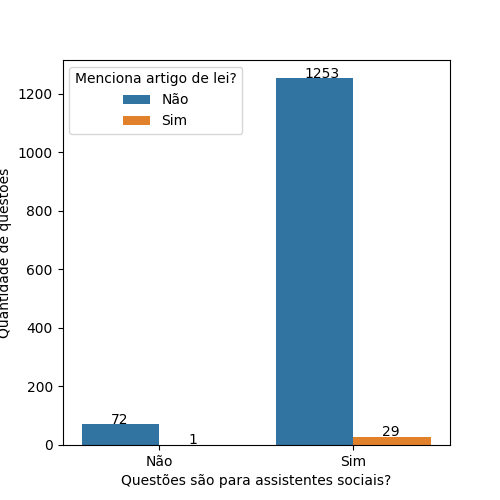 Menciona artigo de lei?
Não
Sim
1253
72
1
29
1200
1000
800
600
400
200
0
Quantidade de questões
Não
Sim
Questões são para assistentes sociais?